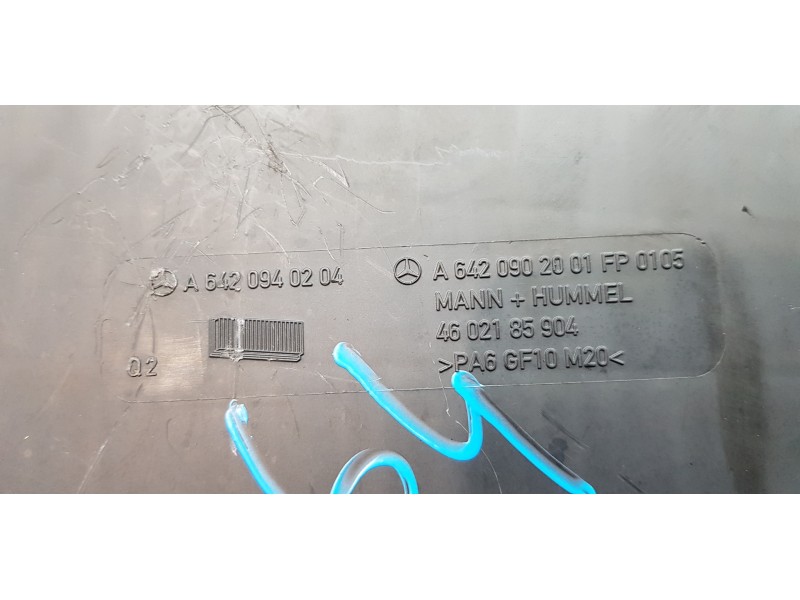 A 642 094 02 04
Q2
A 642 090 20 01 FP 0105
MANN + HUMMEL
46 021 85 904
>PA6 GF10 M20<